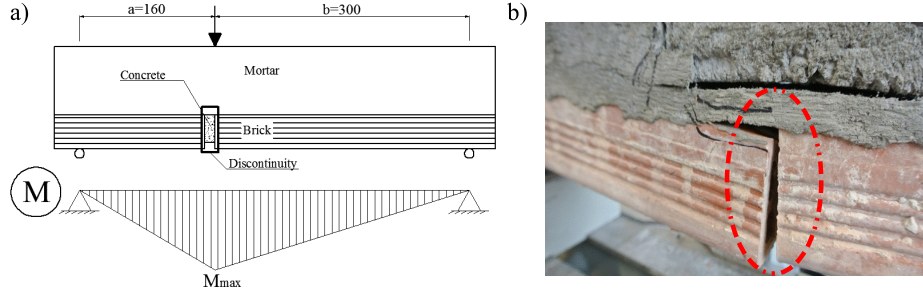 a)
a=160
b=300
Concrete
Mortar
Brick
Discontinuity
M
Mmax
b)